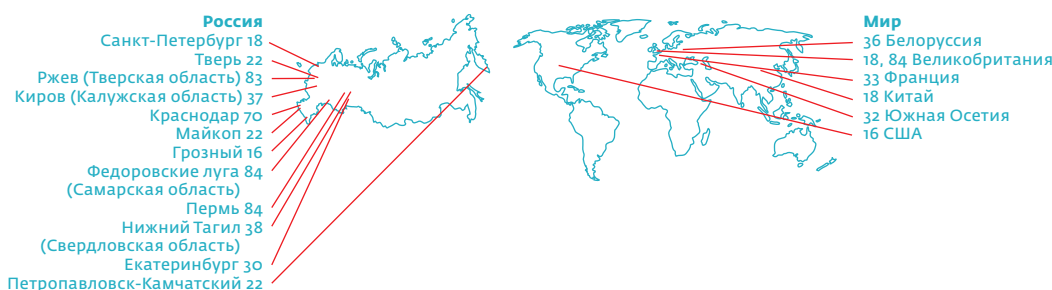 Россия
Санкт-Петербург 18
Тверь 22
Ржев (Тверская область) 83
Киров (Калужская область) 37
Краснодар 70
Майкоп 22
Грозный 16
Федоровские луга 84
(Самарская область)
Пермь 84
Нижний Тагил 38
(Свердловская область)
Екатеринбург 30
Петропавловск-Камчатский 22
Мир
36 Белоруссия
18, 84 Великобритания
33 Франция
18 Китай
32 Южная Осетия
16 США